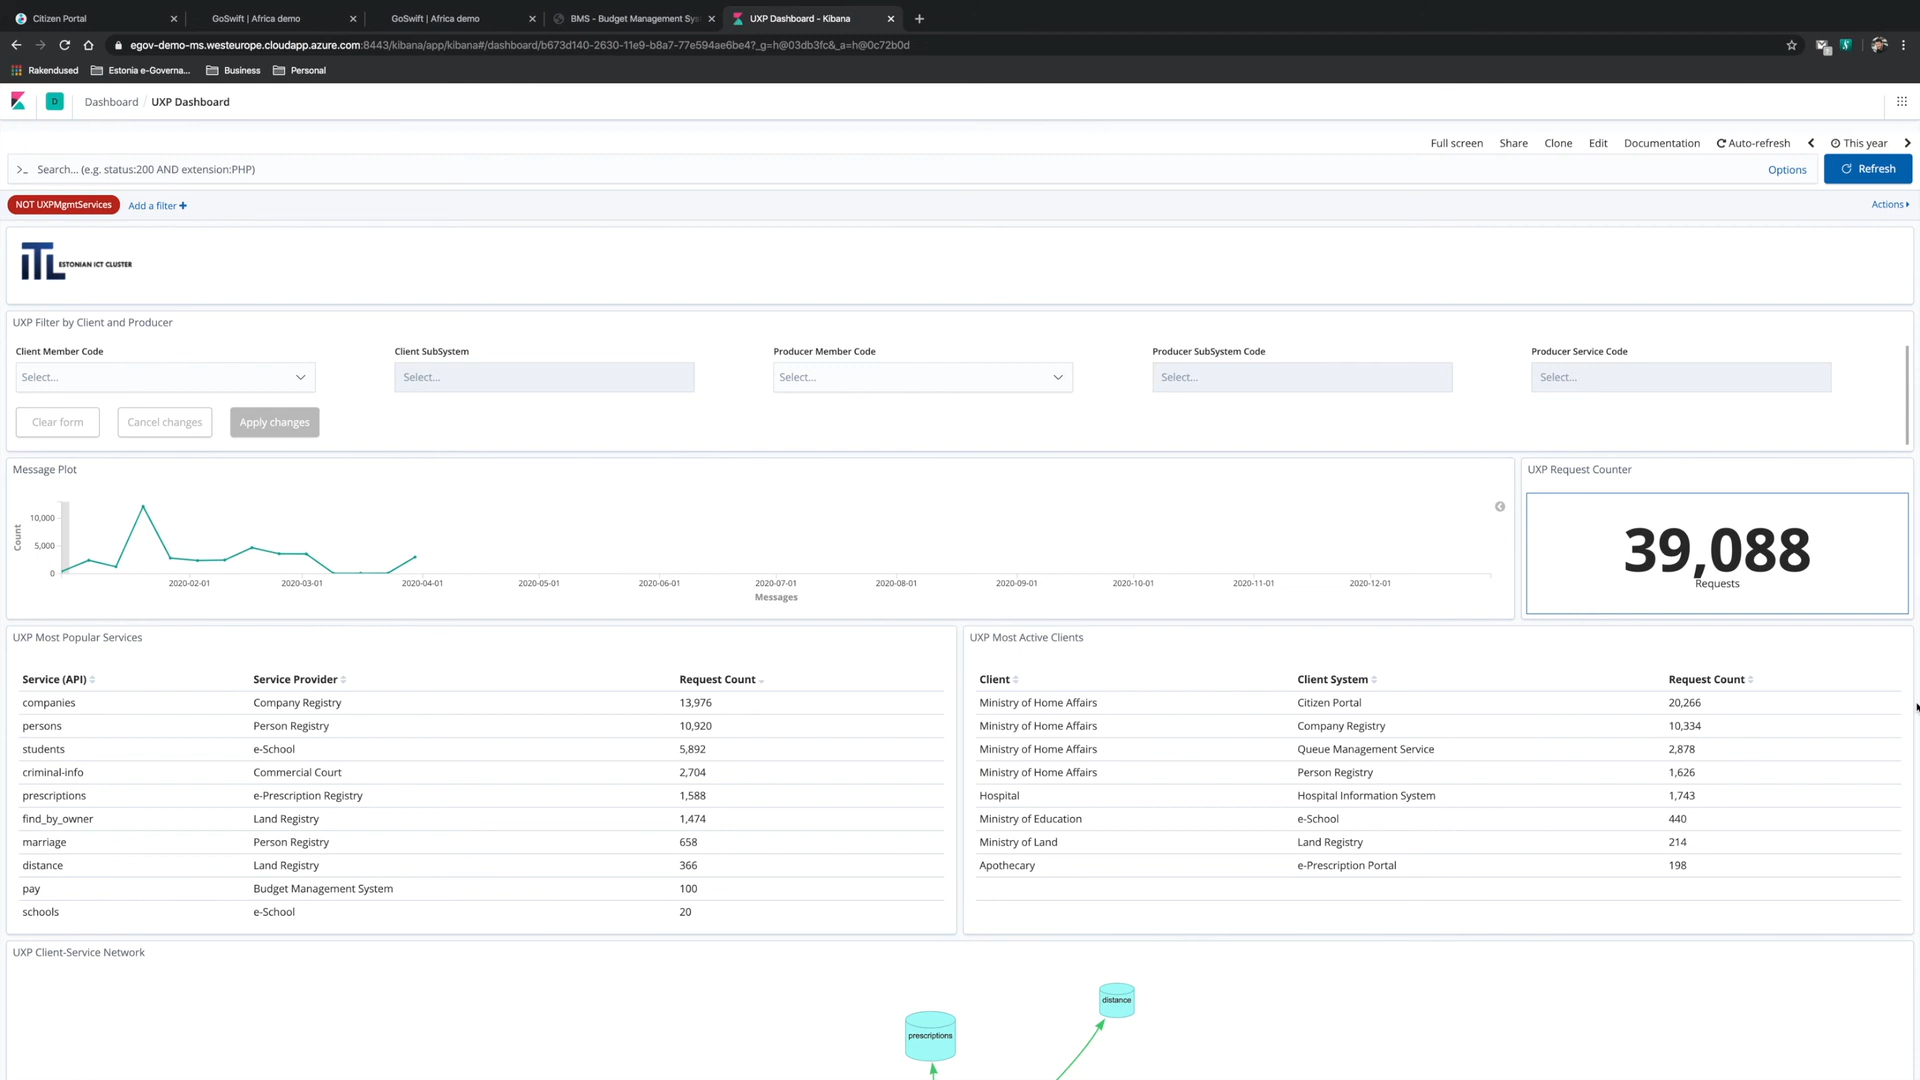 Citizen Portal
GoSwift | Africa demo
GoSwift | Africa demo
BMS - Budget Management Sys
UXP Dashboard - Kibana
egov-demo-ms.westeurope.cloudapp.azure.com:8443/kibana/app/kibana#/dashboard/b673d140-2630-11e9-b8a7-77e594ae6be4?_g=h@03db3fc&_a=h@0c72b0d
Rakendused
Estonia e-Governa...
Business
Personal
D
Dashboard / UXP Dashboard
Full screen
Share
Clone
Edit
Documentation
Auto-refresh
This year
>_ Search... (e.g. status:200 AND extension:PHP)
Options
Refresh
NOT UXPMgmtServices
Add a filter +
Actions
ITL ESTONIAN ICT CLUSTER
UXP Filter by Client and Producer
Client Member Code
Client SubSystem
Producer Member Code
Producer SubSystem Code
Producer Service Code
Select...
Select...
Select...
Select...
Select...
Clear form
Cancel changes
Apply changes
Message Plot
Count
10,000
5,000
0
2020-02-01
2020-03-01
2020-04-01
2020-05-01
2020-06-01
2020-07-01
2020-08-01
2020-09-01
2020-10-01
2020-11-01
2020-12-01
Messages
UXP Request Counter
39,088
Requests
UXP Most Popular Services
Service (API) Service Provider Request Count
companies Company Registry 13,976
persons Person Registry 10,920
students e-School 5,892
criminal-info Commercial Court 2,704
prescriptions e-Prescription Registry 1,588
find_by_owner Land Registry 1,474
marriage Person Registry 658
distance Land Registry 366
pay Budget Management System 100
schools e-School 20
UXP Most Active Clients
Client Client System Request Count
Ministry of Home Affairs Citizen Portal 20,266
Ministry of Home Affairs Company Registry 10,334
Ministry of Home Affairs Queue Management Service 2,878
Ministry of Home Affairs Person Registry 1,626
Hospital Hospital Information System 1,743
Ministry of Education e-School 440
Ministry of Land Land Registry 214
Apothecary e-Prescription Portal 198
UXP Client-Service Network
distance
prescriptions